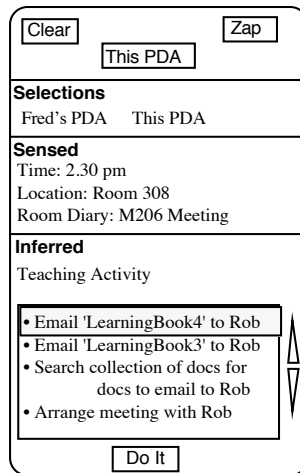 Clear Zap
This PDA
Selections
Fred's PDA This PDA
Sensed
Time: 2.30 pm
Location: Room 308
Room Diary: M206 Meeting
Inferred
Teaching Activity
• Email 'LearningBook4' to Rob
• Email 'LearningBook3' to Rob
• Search collection of docs for
docs to email to Rob
• Arrange meeting with Rob
Do It